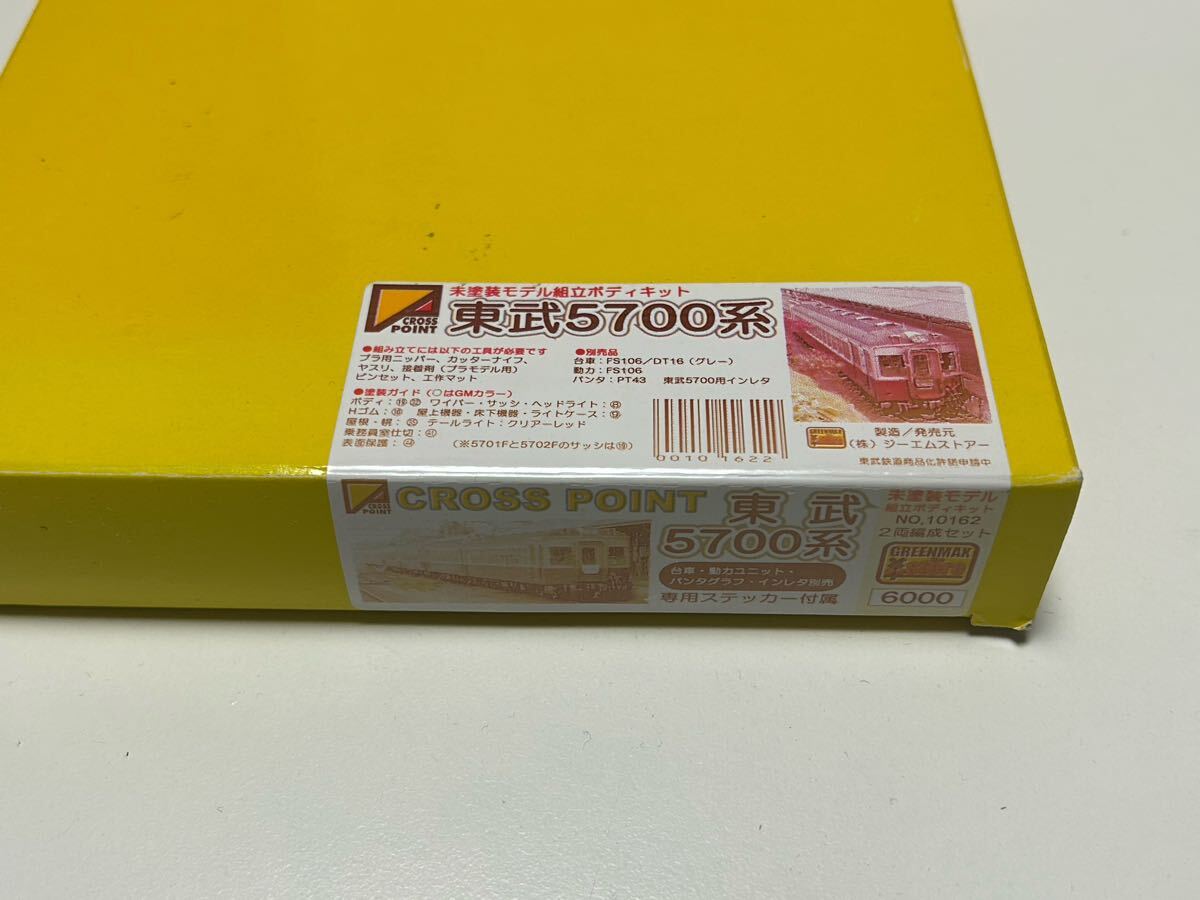 CROSS
POINT
未塗装モデル組立ボディキット
東武5700系
●組み立てには以下の工具が必要です
プラ用ニッパー、カッターナイフ、
ヤスリ、接着剤（プラモデル用）
ピンセット、工作マット
●別売品
台車：FS106／DT16（グレー）
動力：FS106
パンタ：PT43 東武5700用インレタ
●塗装ガイド（○はGMカラー）
ボディ：⑲㉜ ワイパー・サッシ・ヘッドライト：⑧
Hゴム：⑩ 屋上機器・床下機器・ライトケース：⑨
屋根・幌：㉟ テールライト：クリアーレッド
乗務員室仕切：㊶
表面保護：㊹ （※5701Fと5702Fのサッシは⑲）
0010 1622
製造／発売元
（株）ジーエムストアー
東武鉄道商品化許諾申請中
CROSS
POINT
CROSS POINT
東武
5700系
台車・動力ユニット・
パンタグラフ・インレタ別売
専用ステッカー付属
未塗装モデル
組立ボディキット
NO,10162
2両編成セット
GREENMAX
6000